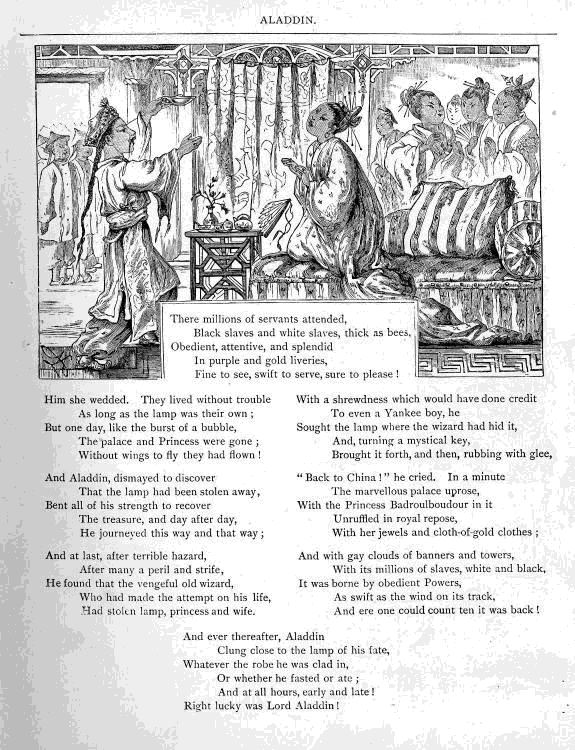 ALADDIN.
There millions of servants attended,
Black slaves and white slaves, thick as bees,
Obedient, attentive, and splendid
In purple and gold liveries,
Fine to see, swift to serve, sure to please !
Him she wedded. They lived without trouble
As long as the lamp was their own ;
But one day, like the burst of a bubble,
The palace and Princess were gone ;
Without wings to fly they had flown !
And Aladdin, dismayed to discover
That the lamp had been stolen away,
Bent all of his strength to recover
The treasure, and day after day,
He journeyed this way and that way ;
And at last, after terrible hazard,
After many a peril and strife,
He found that the vengeful old wizard,
Who had made the attempt on his life,
Had stolen lamp, princess and wife.
With a shrewdness which would have done credit
To even a Yankee boy, he
Sought the lamp where the wizard had hid it,
And, turning a mystical key,
Brought it forth, and then, rubbing with glee,
“ Back to China ! ” he cried. In a minute
The marvellous palace uprose,
With the Princess Badroulboudour in it
Unruffled in royal repose,
With her jewels and cloth-of-gold clothes ;
And with gay clouds of banners and towers,
With its millions of slaves, white and black,
It was borne by obedient Powers,
As swift as the wind on its track,
And ere one could count ten it was back !
And ever thereafter, Aladdin
Clung close to the lamp of his fate,
Whatever the robe he was clad in,
Or whether he fasted or ate ;
And at all hours, early and late !
Right lucky was Lord Aladdin !